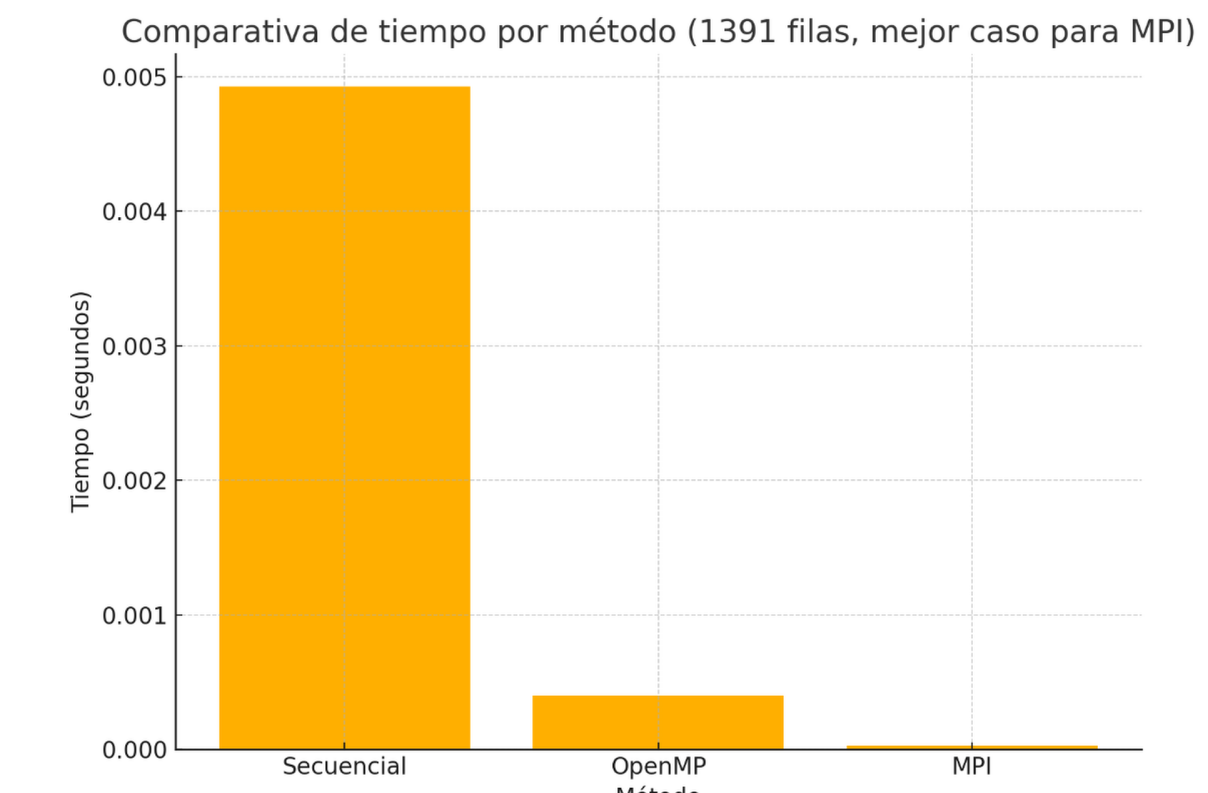 Comparativa de tiempo por método (1391 filas, mejor caso para MPI)
0.005
0.004
0.003
0.002
0.001
0.000
Tiempo (segundos)
Secuencial
OpenMP
MPI
Método